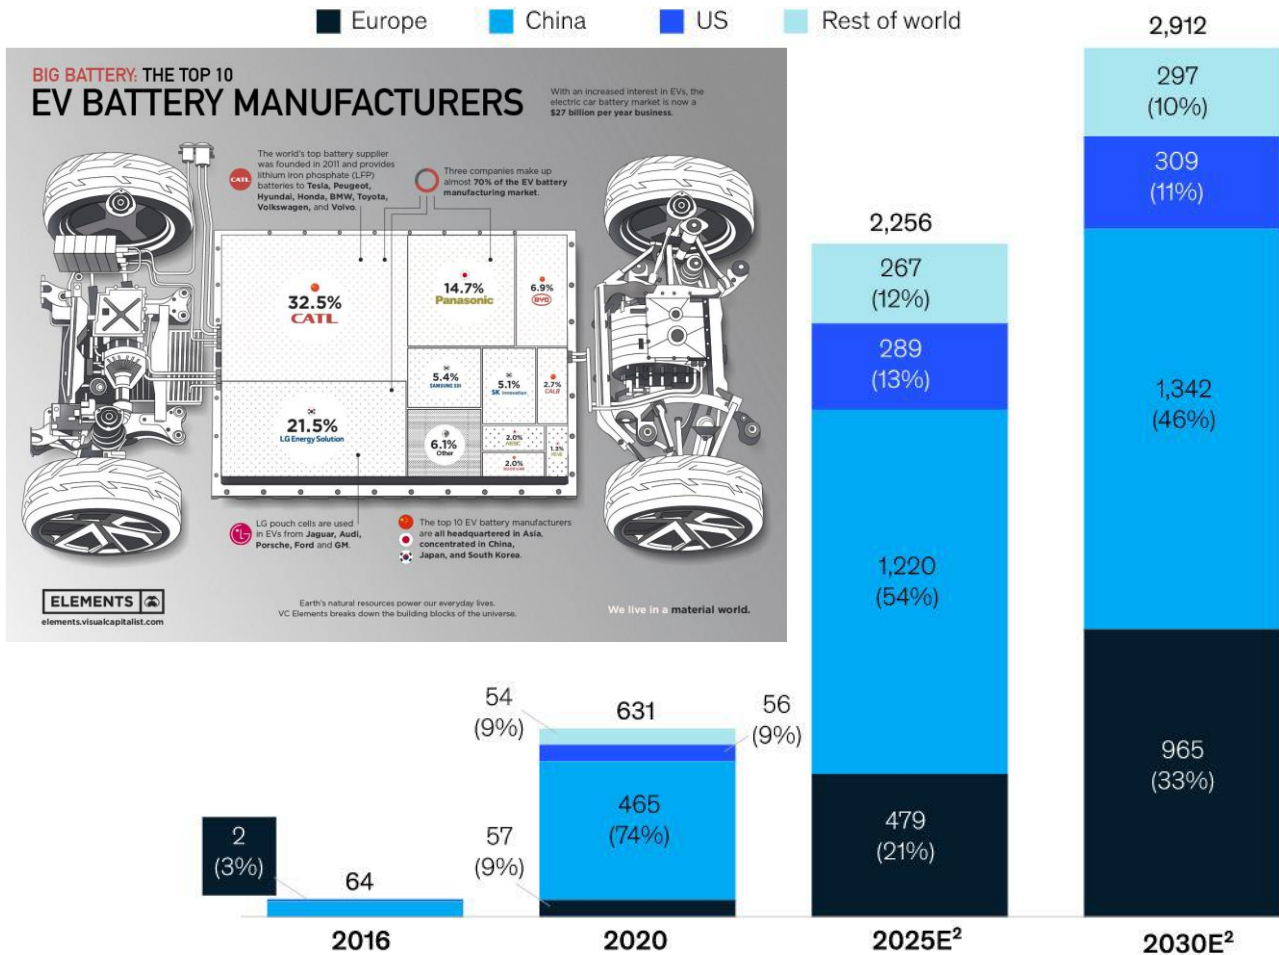 Europe
China
US
Rest of world
BIG BATTERY: THE TOP 10
EV BATTERY MANUFACTURERS
With an increased interest in EVs, the
electric car battery market is now a
$27 billion per year business.
CATL
The world's top battery supplier
was founded in 2011 and provides
lithium iron phosphate (LFP)
batteries to Tesla, Peugeot,
Hyundai, Honda, BMW, Toyota,
Volkswagen, and Volvo.
Three companies make up
almost 70% of the EV battery
manufacturing market.
32.5%
CATL
14.7%
Panasonic
6.9%
BYD
5.4%
SAMSUNG SDI
5.1%
SK innovation
2.7%
CALB
21.5%
LG Energy Solution
6.1%
Other
2.0%
2.0%
1.3%
LG pouch cells are used
in EVs from Jaguar, Audi,
Porsche, Ford and GM.
The top 10 EV battery manufacturers
are all headquartered in Asia,
concentrated in China,
Japan, and South Korea.
ELEMENTS
elements.visualcapitalist.com
Earth's natural resources power our everyday lives.
VC Elements breaks down the building blocks of the universe.
We live in a material world.
2
(3%)
64
2016
54
(9%)
631
56
(9%)
465
(74%)
57
(9%)
2020
2,256
267
(12%)
289
(13%)
1,220
(54%)
479
(21%)
2025E²
2,912
297
(10%)
309
(11%)
1,342
(46%)
965
(33%)
2030E²